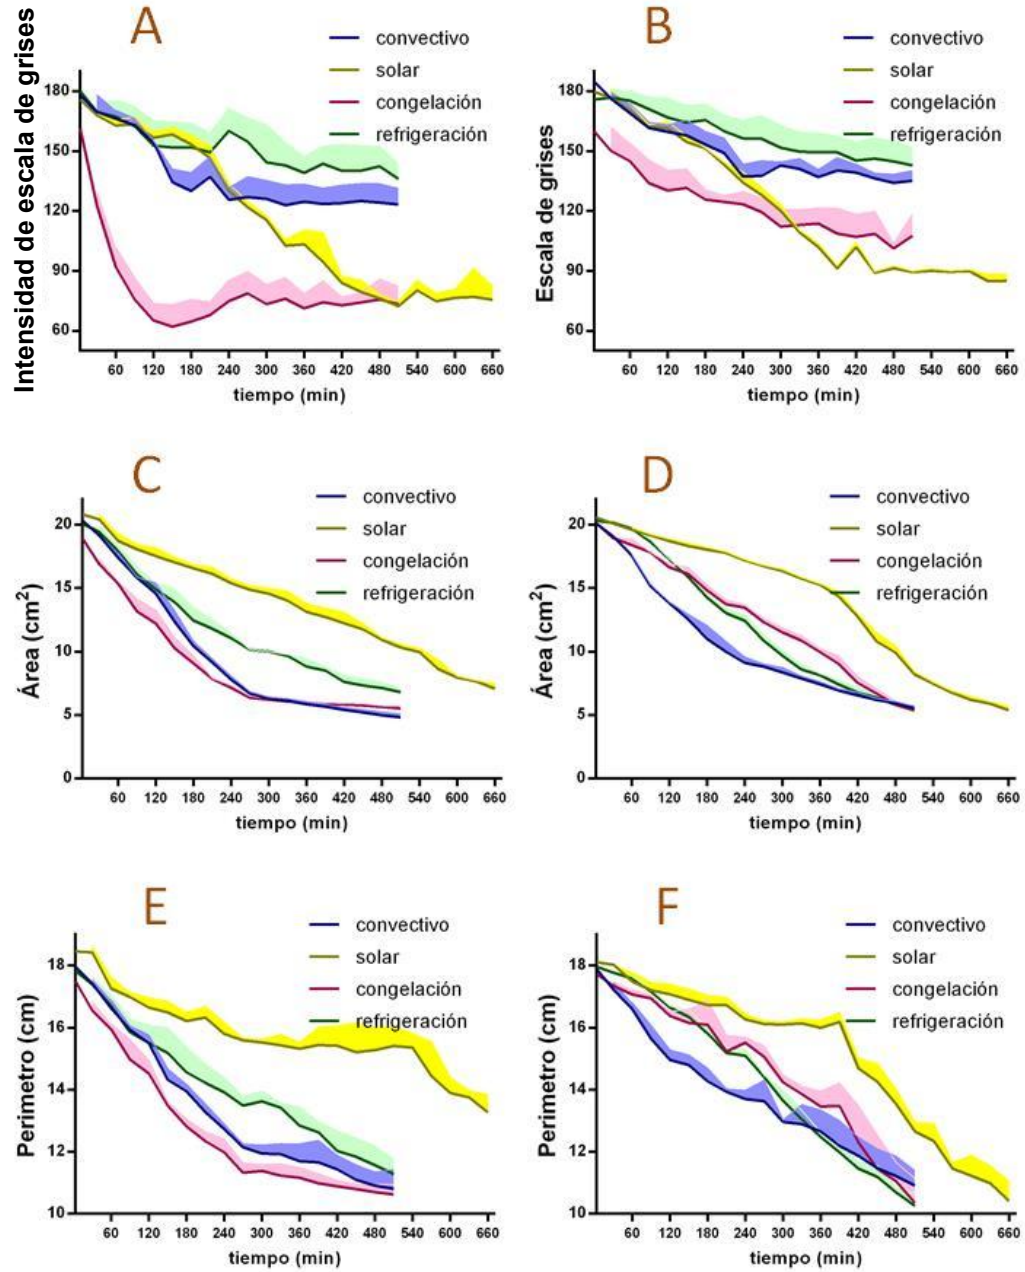 A
Intensidad de escala de grises
convectivo
solar
congelación
refrigeración
180
150
120
90
60
60 120 180 240 300 360 420 480 540 600 660
tiempo (min)
B
Escala de grises
convectivo
solar
congelación
refrigeración
180
150
120
90
60
60 120 180 240 300 360 420 480 540 600 660
tiempo (min)
C
Área (cm2)
convectivo
solar
congelación
refrigeración
20
15
10
5
0
60 120 180 240 300 360 420 480 540 600 660
tiempo (min)
D
Área (cm2)
convectivo
solar
congelación
refrigeración
20
15
10
5
0
60 120 180 240 300 360 420 480 540 600 660
tiempo (min)
E
Perimetro (cm)
convectivo
solar
congelación
refrigeración
18
16
14
12
10
60 120 180 240 300 360 420 480 540 600 660
tiempo (min)
F
Perimetro (cm)
convectivo
solar
congelación
refrigeración
18
16
14
12
10
60 120 180 240 300 360 420 480 540 600 660
tiempo (min)